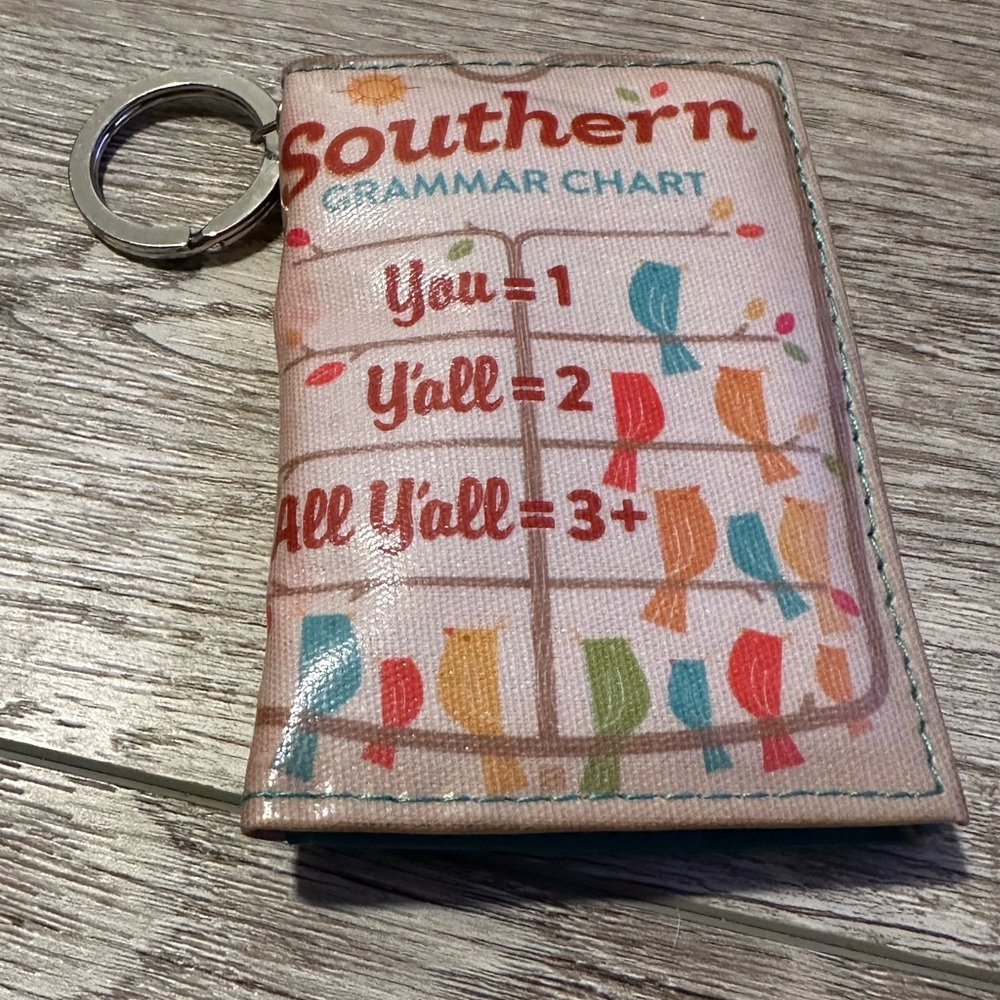 Southern
GRAMMAR CHART
You = 1
Y'all = 2
All Y'all = 3+